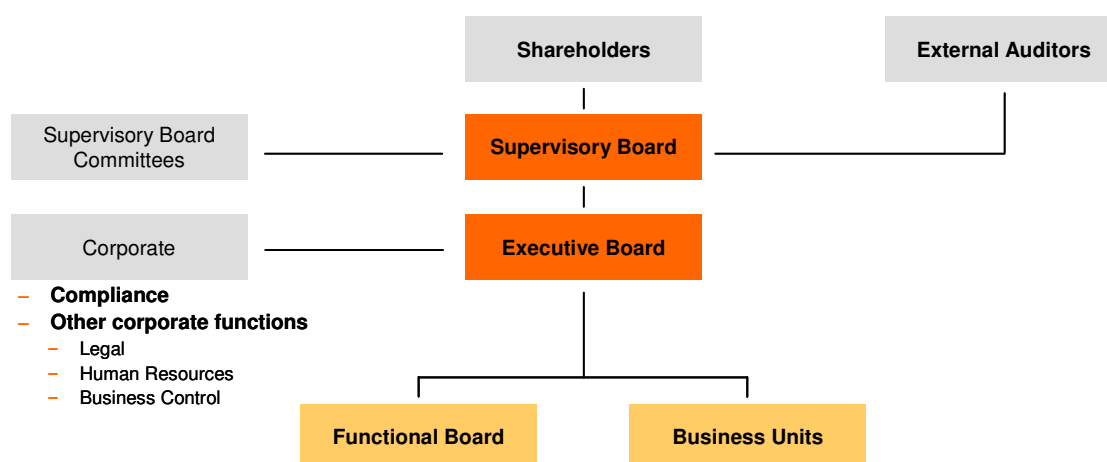 Shareholders
External Auditors
Supervisory Board
Committees
Supervisory Board
Corporate
Executive Board
– Compliance
– Other corporate functions
– Legal
– Human Resources
– Business Control
Functional Board
Business Units